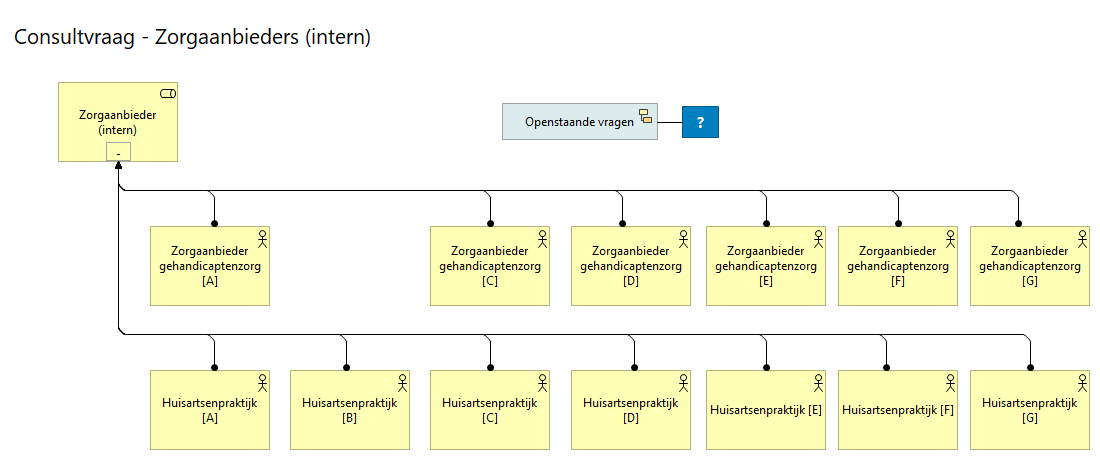 Consultvraag - Zorgaanbieders (intern)
Zorgaanbieder
(intern)
-
Openstaande vragen
?
Zorgaanbieder
gehandicaptenzorg
[A]
Zorgaanbieder
gehandicaptenzorg
[C]
Zorgaanbieder
gehandicaptenzorg
[D]
Zorgaanbieder
gehandicaptenzorg
[E]
Zorgaanbieder
gehandicaptenzorg
[F]
Zorgaanbieder
gehandicaptenzorg
[G]
Huisartsenpraktijk
[A]
Huisartsenpraktijk
[B]
Huisartsenpraktijk
[C]
Huisartsenpraktijk
[D]
Huisartsenpraktijk [E]
Huisartsenpraktijk [F]
Huisartsenpraktijk
[G]